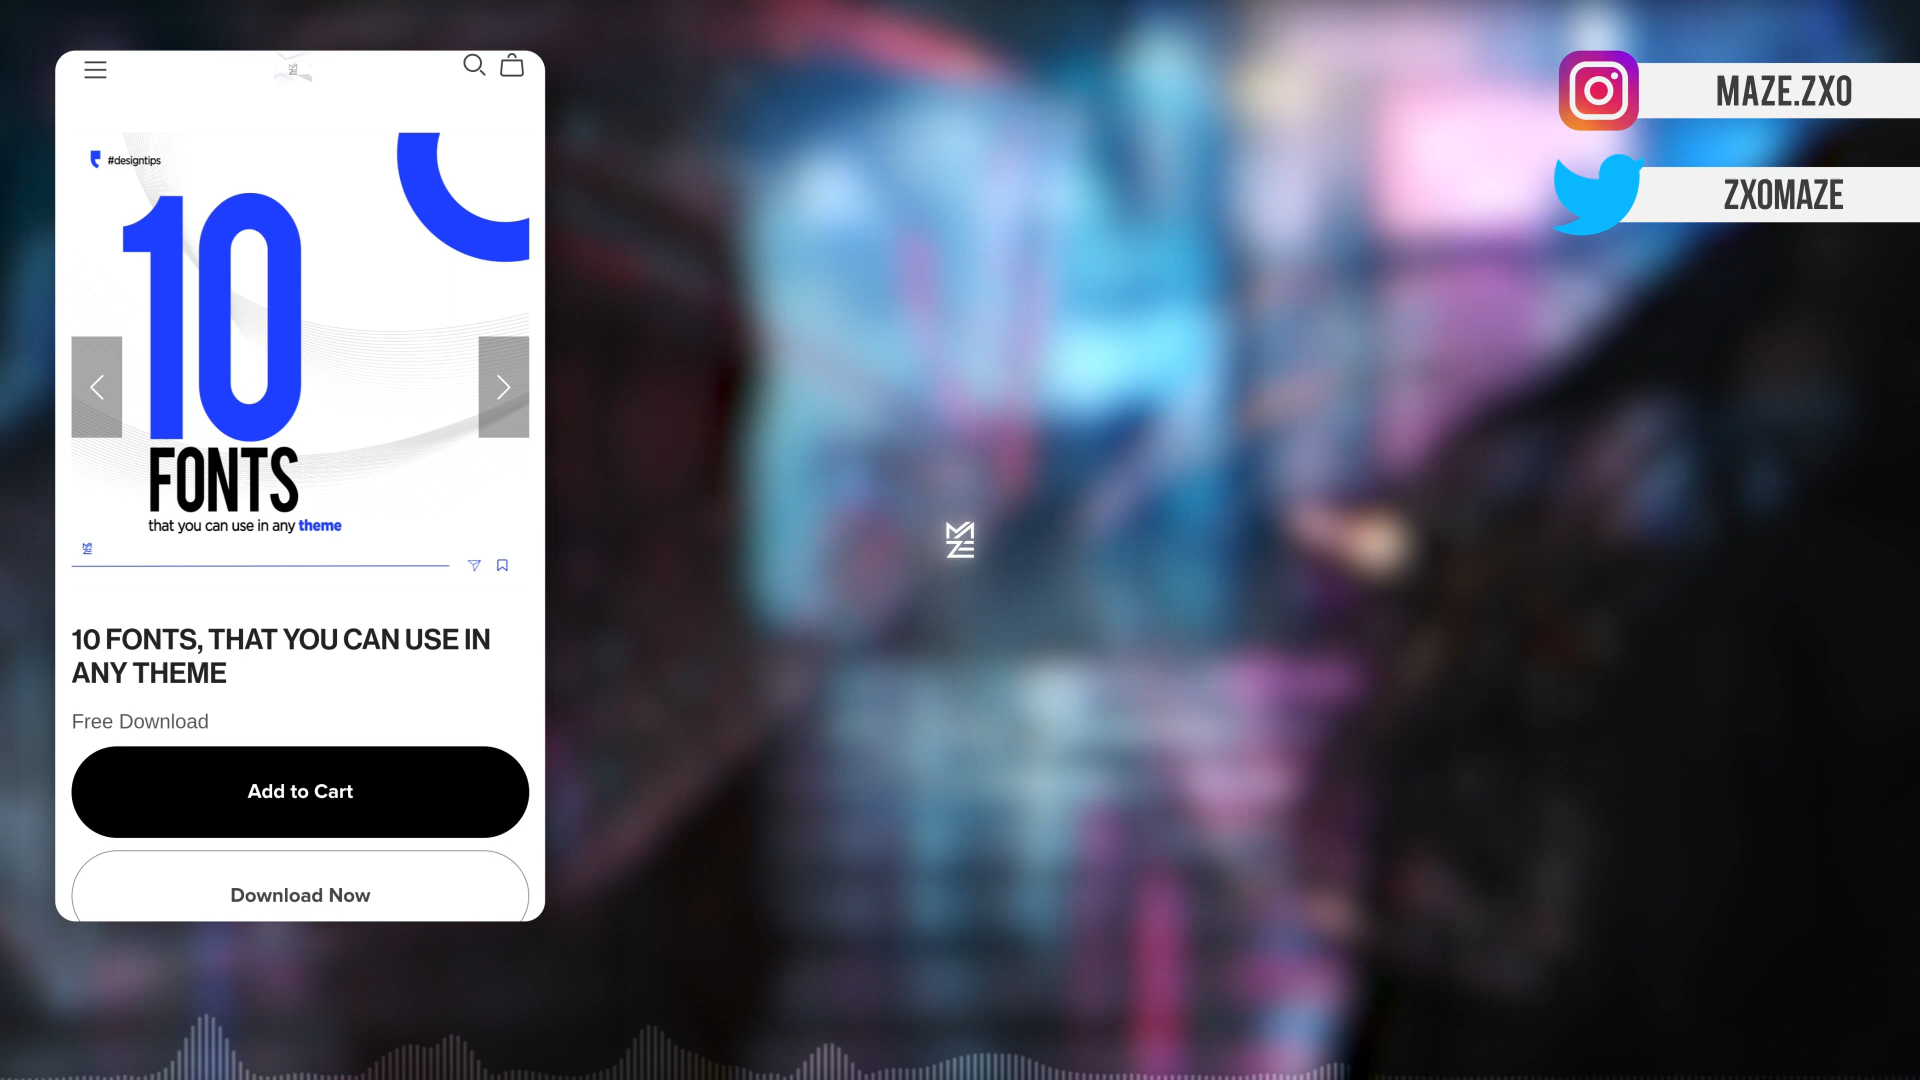 #designtips
10
FONTS
that you can use in any theme
10 FONTS, THAT YOU CAN USE IN
ANY THEME
Free Download
Add to Cart
Download Now
MAZE.ZXO
ZXOMAZE
MZE